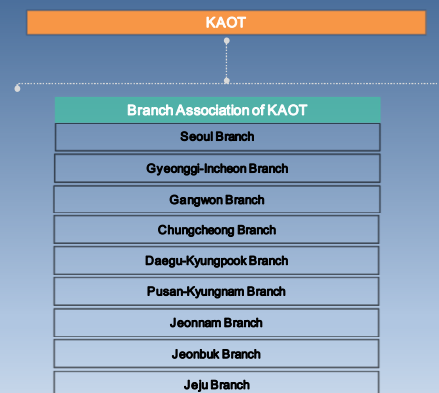 KAOT
Branch Association of KAOT
Seoul Branch
Gyeonggi-Incheon Branch
Gangwon Branch
Chungcheong Branch
Daegu-Kyungpook Branch
Pusan-Kyungnam Branch
Jeonnam Branch
Jeonbuk Branch
Jeju Branch